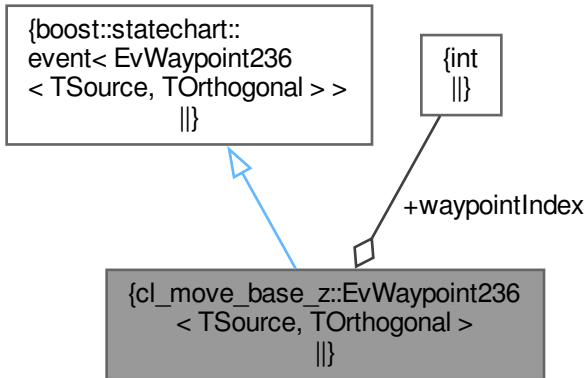 {boost::statechart::
event< EvWaypoint236
< TSource, TOrthogonal > >
||}
{int
||}
+waypointIndex
{cl_move_base_z::EvWaypoint236
< TSource, TOrthogonal >
||}